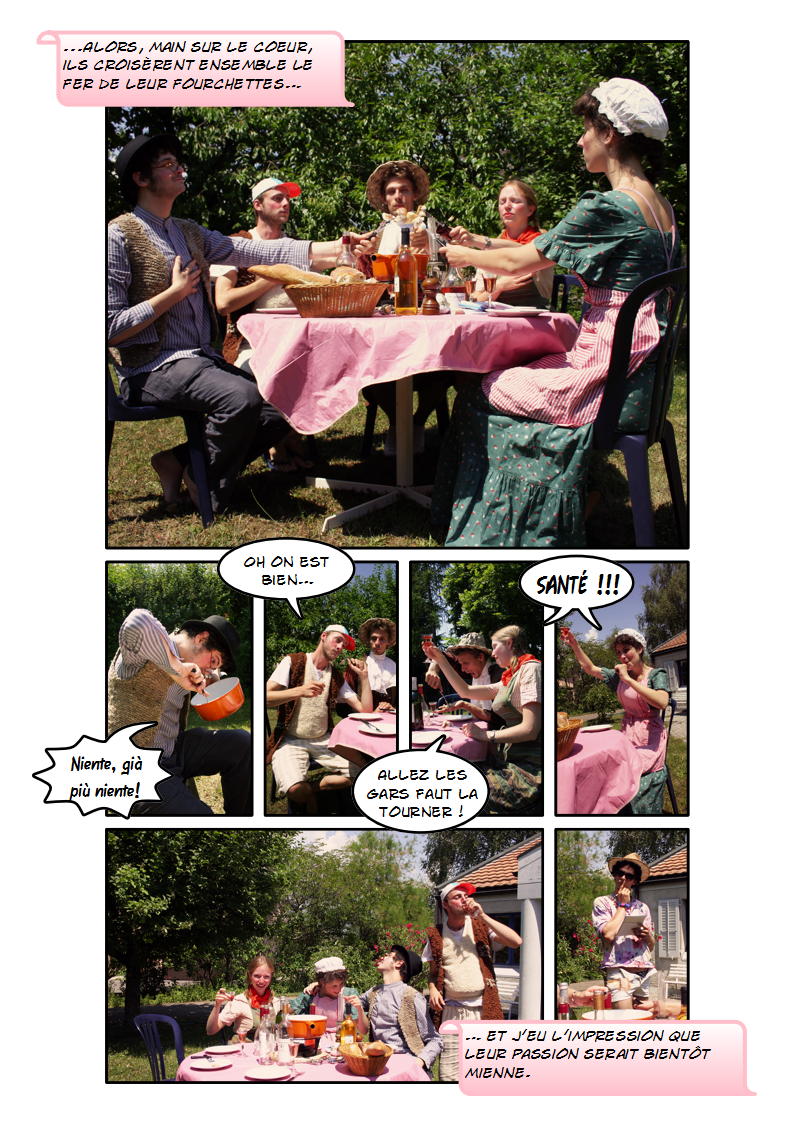 ...ALORS, MAIN SUR LE COEUR,
ILS CROISÈRENT ENSEMBLE LE
FER DE LEUR FOURCHETTES...
OH ON EST
BIEN...
SANTÉ !!!
Niente, già
più niente!
ALLEZ LES
GARS FAUT LA
TOURNER !
... ET J'EU L'IMPRESSION QUE
LEUR PASSION SERAIT BIENTÔT
MIENNE.